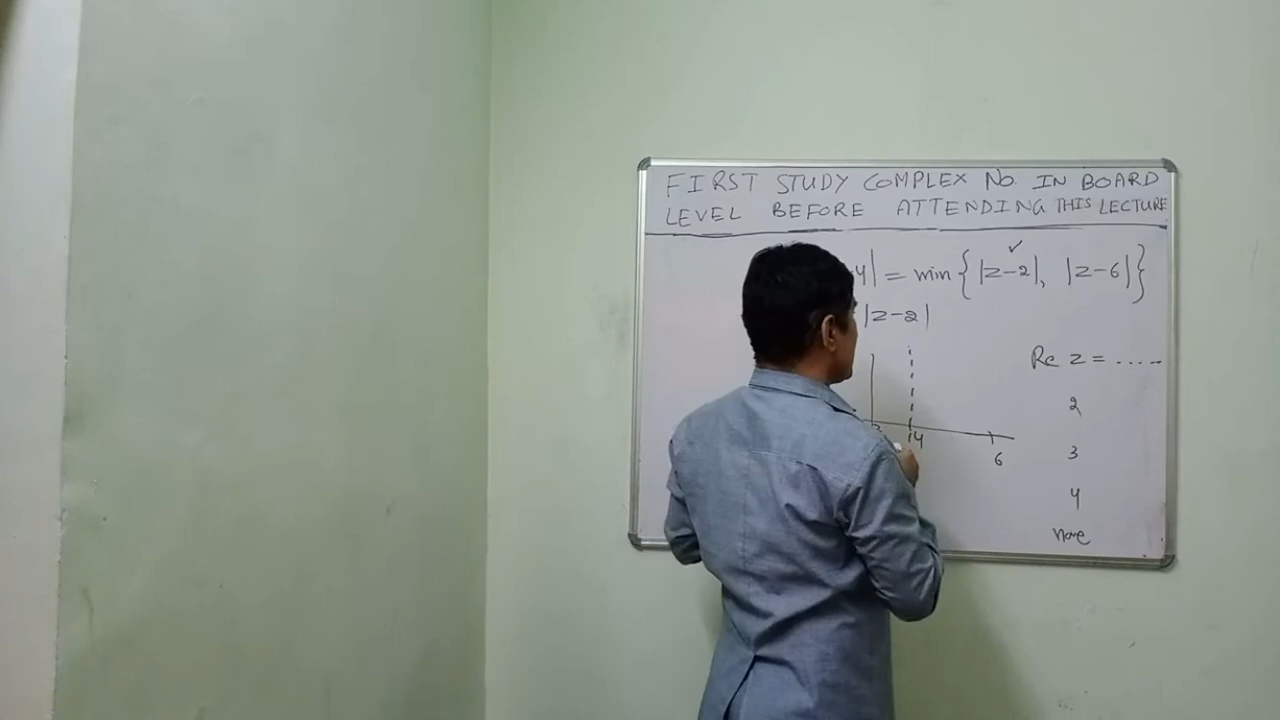 FIRST STUDY COMPLEX NO. IN BOARD
LEVEL BEFORE ATTENDING THIS LECTURE
4| = min { |z-2|, |z-6| }
|z-2|
Re z = .....
2
3
4
none
4
6